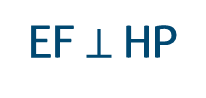 EF ⊥ HP